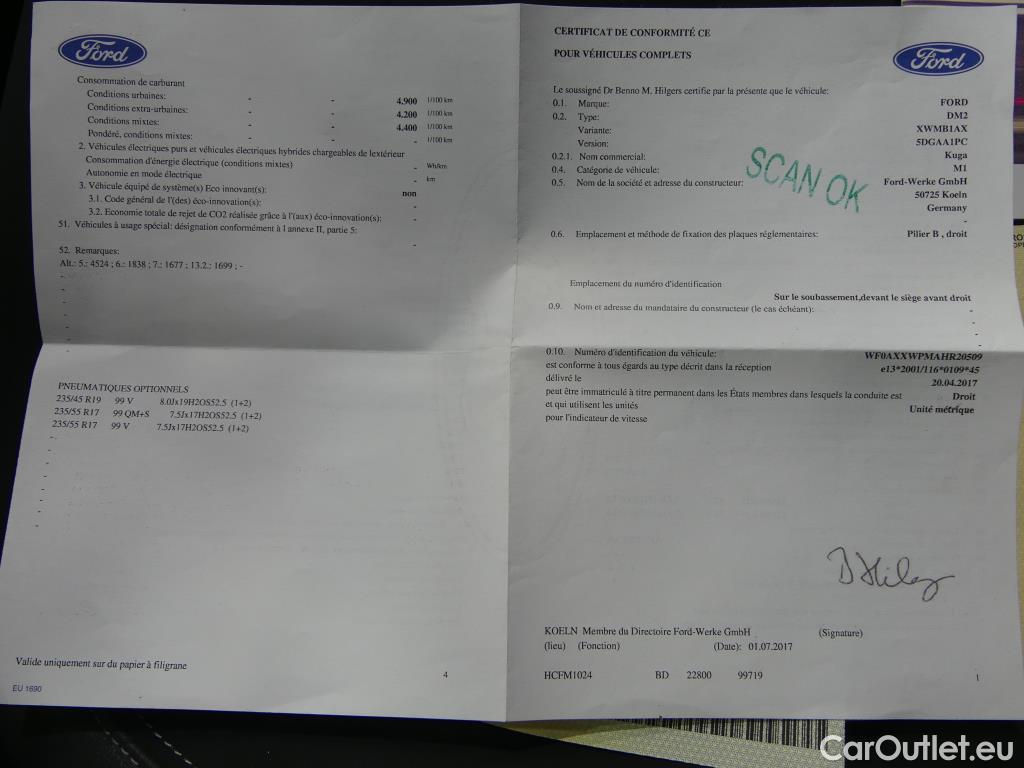 Ford
Consommation de carburant
Conditions urbaines: - - 4.900 1/100 km
Conditions extra-urbaines: - - 4.200 1/100 km
Conditions mixtes: - - 4.400 1/100 km
Pondéré, conditions mixtes: - - - 1/100 km
2. Véhicules électriques purs et véhicules électriques hybrides chargeables de lextérieur
Consommation d'énergie électrique (conditions mixtes) - Wh/km
Autonomie en mode électrique - km
3. Véhicule équipé de système(s) Eco innovant(s): non
3.1. Code général de l'(des) éco-innovation(s): -
3.2. Economie totale de rejet de CO2 réalisée grâce à l'(aux) éco-innovation(s): -
51. Véhicules à usage spécial: désignation conformément à l annexe II, partie 5: -
52. Remarques:
Alt.: 5.: 4524 ; 6.: 1838 ; 7.: 1677 ; 13.2.: 1699 ; -
PNEUMATIQUES OPTIONNELS
235/45 R19 99 V 8.0Jx19H2OS52.5 (1+2)
235/55 R17 99 QM+S 7.5Jx17H2OS52.5 (1+2)
235/55 R17 99 V 7.5Jx17H2OS52.5 (1+2)
Valide uniquement sur du papier à filigrane
4
EU 1690
CERTIFICAT DE CONFORMITÉ CE
POUR VÉHICULES COMPLETS
Ford
Le soussigné Dr Benno M. Hilgers certifie par la présente que le véhicule:
0.1. Marque: FORD
0.2. Type: DM2
Variante: XWMB1AX
Version: 5DGAA1PC
0.2.1. Nom commercial: Kuga
0.4. Catégorie de véhicule: M1
0.5. Nom de la société et adresse du constructeur: Ford-Werke GmbH
50725 Koeln
Germany
-
SCAN OK
0.6. Emplacement et méthode de fixation des plaques réglementaires: Pilier B , droit
Emplacement du numéro d'identification
Sur le soubassement,devant le siège avant droit
0.9. Nom et adresse du mandataire du constructeur (le cas échéant): -
0.10. Numéro d'identification du véhicule: WF0AXXWPMAHR20509
est conforme à tous égards au type décrit dans la réception e13*2001/116*0109*45
délivré le 20.04.2017
peut être immatriculé à titre permanent dans les États membres dans lesquels la conduite est Droit
et qui utilisent les unités Unité métrique
pour l'indicateur de vitesse
KOELN Membre du Directoire Ford-Werke GmbH (Signature)
(lieu) (Fonction) (Date): 01.07.2017
HCFM1024 BD 22800 99719
1
CarOutlet.eu